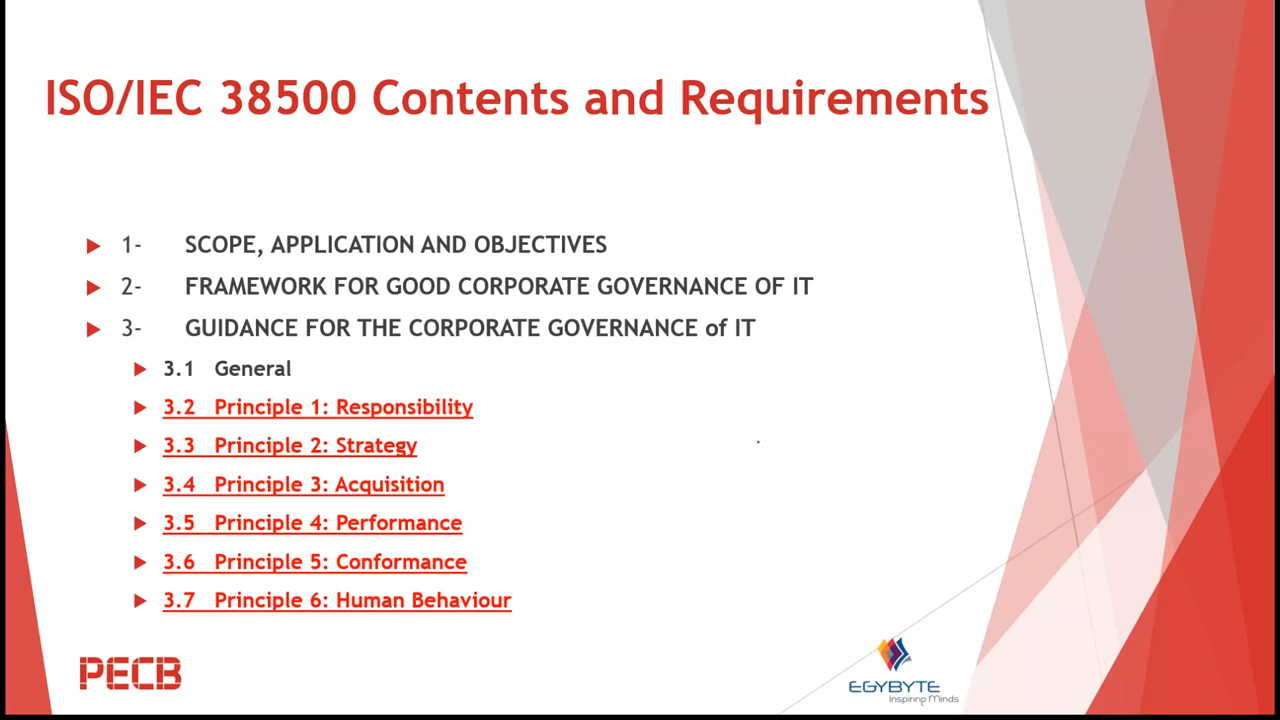 ISO/IEC 38500 Contents and Requirements
1- SCOPE, APPLICATION AND OBJECTIVES
2- FRAMEWORK FOR GOOD CORPORATE GOVERNANCE OF IT
3- GUIDANCE FOR THE CORPORATE GOVERNANCE of IT
3.1 General
3.2 Principle 1: Responsibility
3.3 Principle 2: Strategy
3.4 Principle 3: Acquisition
3.5 Principle 4: Performance
3.6 Principle 5: Conformance
3.7 Principle 6: Human Behaviour
PECB
EGYBYTE
Inspiring Minds